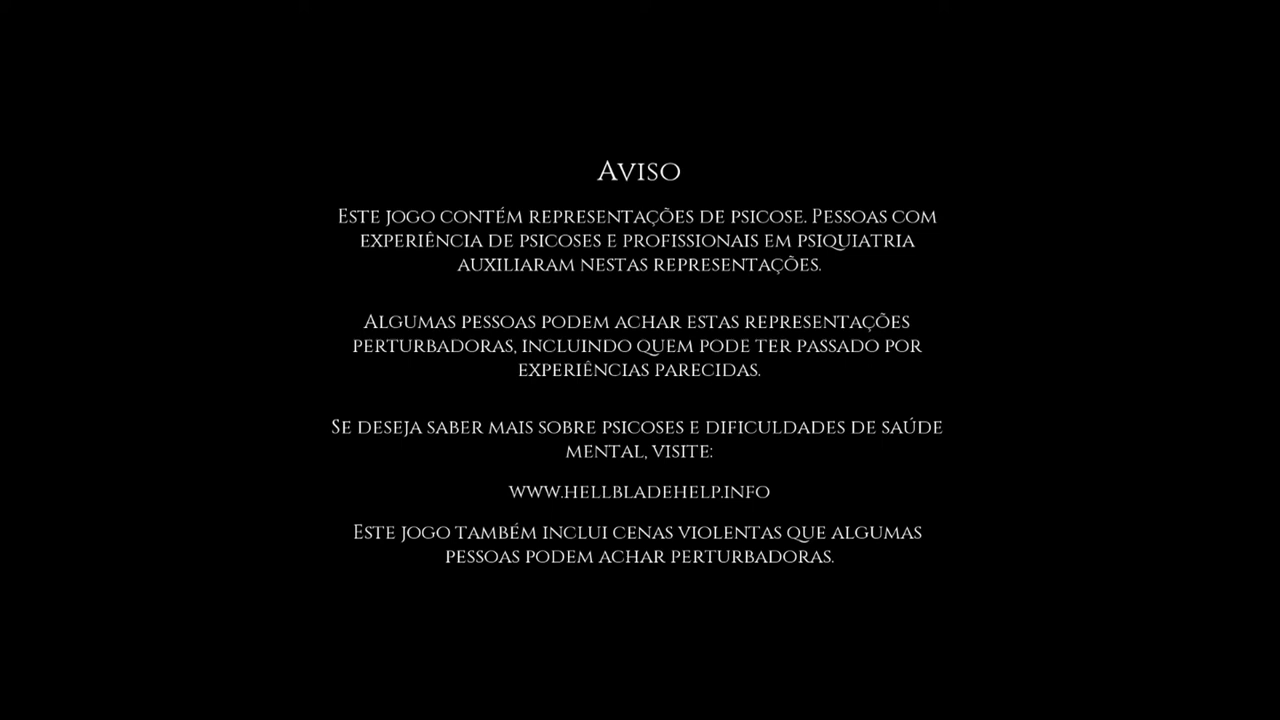 Aviso
Este jogo contém representações de psicose. Pessoas com
experiência de psicoses e profissionais em psiquiatria
auxiliaram nestas representações.
Algumas pessoas podem achar estas representações
perturbadoras, incluindo quem pode ter passado por
experiências parecidas.
Se deseja saber mais sobre psicoses e dificuldades de saúde
mental, visite:
www.hellbladehelp.info
Este jogo também inclui cenas violentas que algumas
pessoas podem achar perturbadoras.